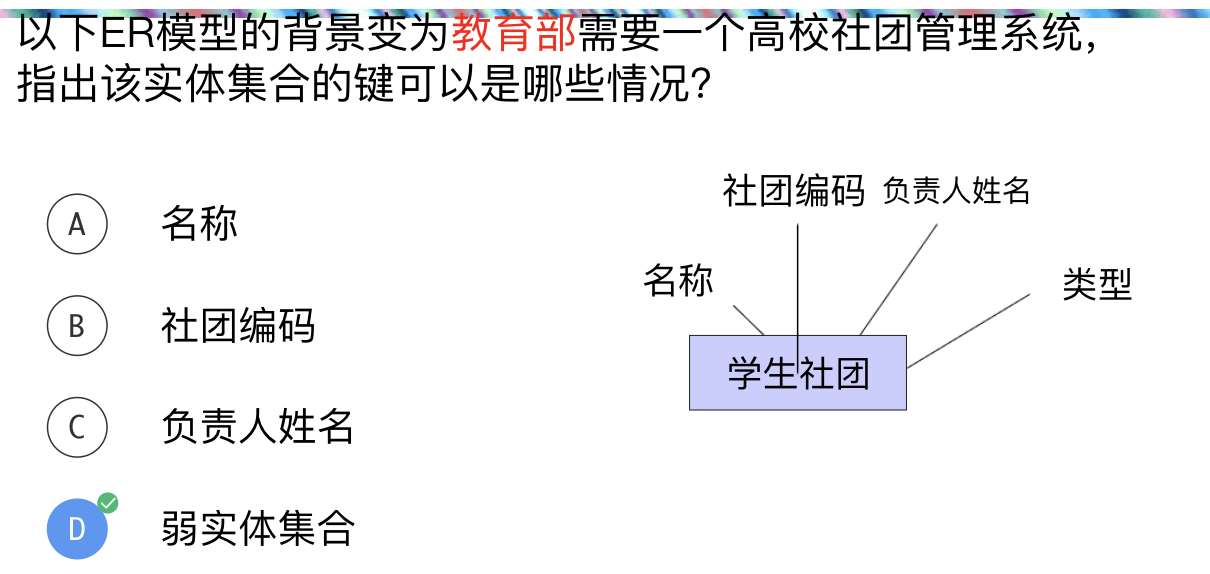 以下ER模型的背景变为教育部需要一个高校社团管理系统，
指出该实体集合的键可以是哪些情况？
A 名称
B 社团编码
C 负责人姓名
D 弱实体集合
社团编码 负责人姓名
名称
类型
学生社团